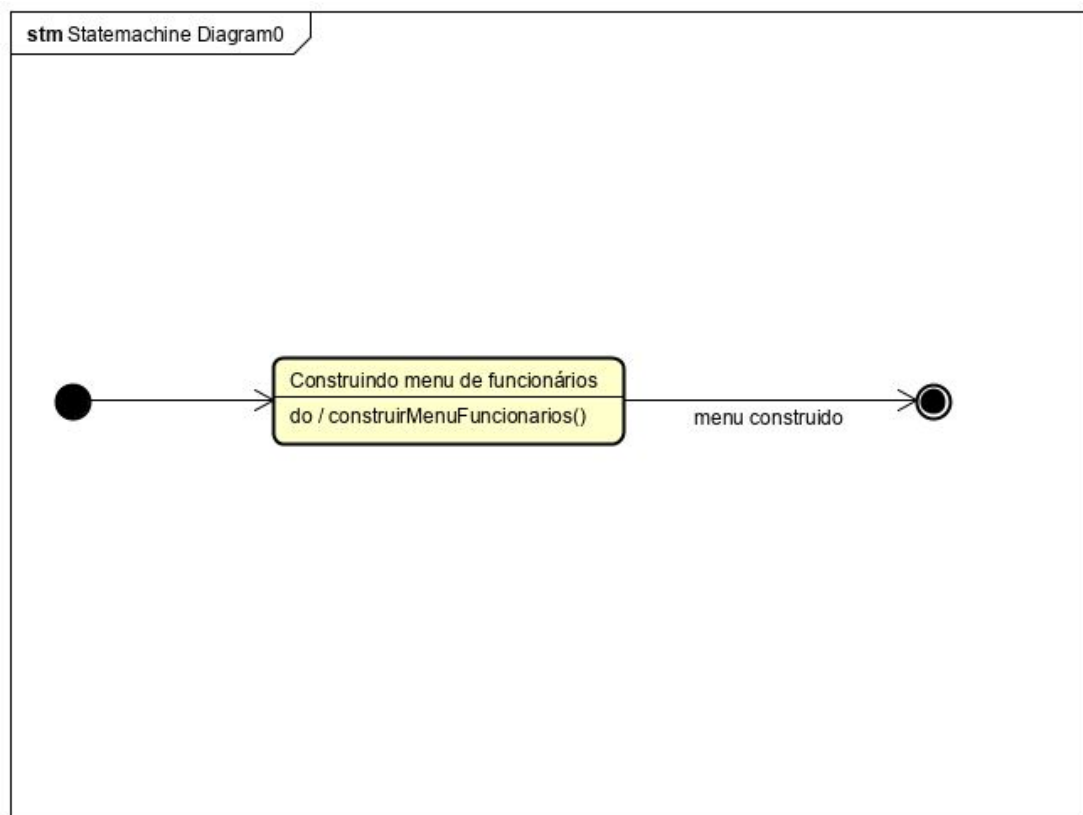 stm Statemachine Diagram0
Construindo menu de funcionários
do / construirMenuFuncionarios()
menu construido